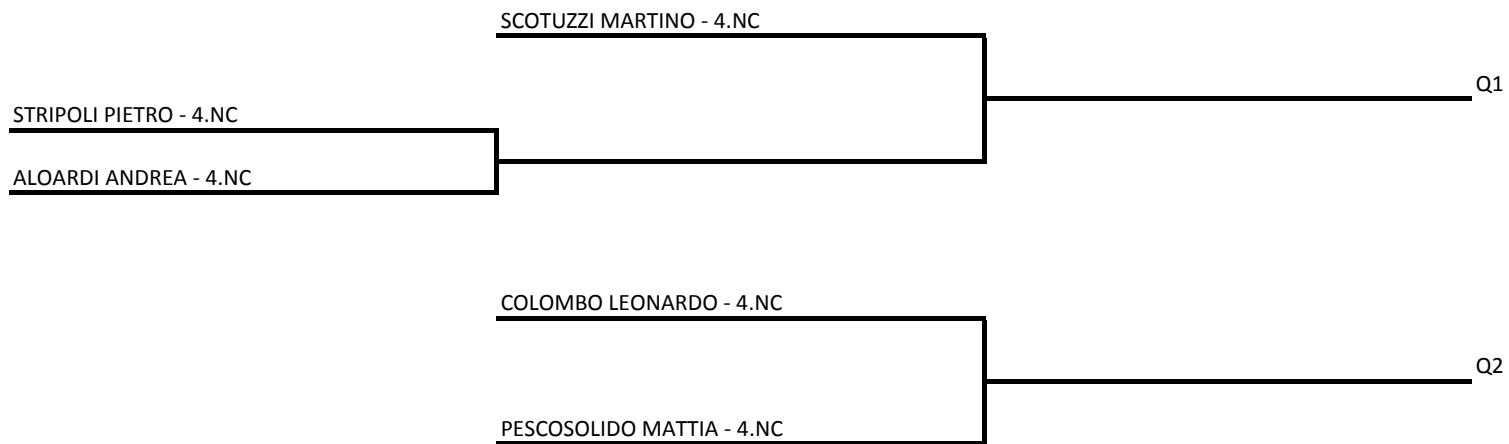 SCOTUZZI MARTINO - 4.NC
Q1
STRIPOLI PIETRO - 4.NC
ALOARDI ANDREA - 4.NC
COLOMBO LEONARDO - 4.NC
Q2
PESCOSOLIDO MATTIA - 4.NC